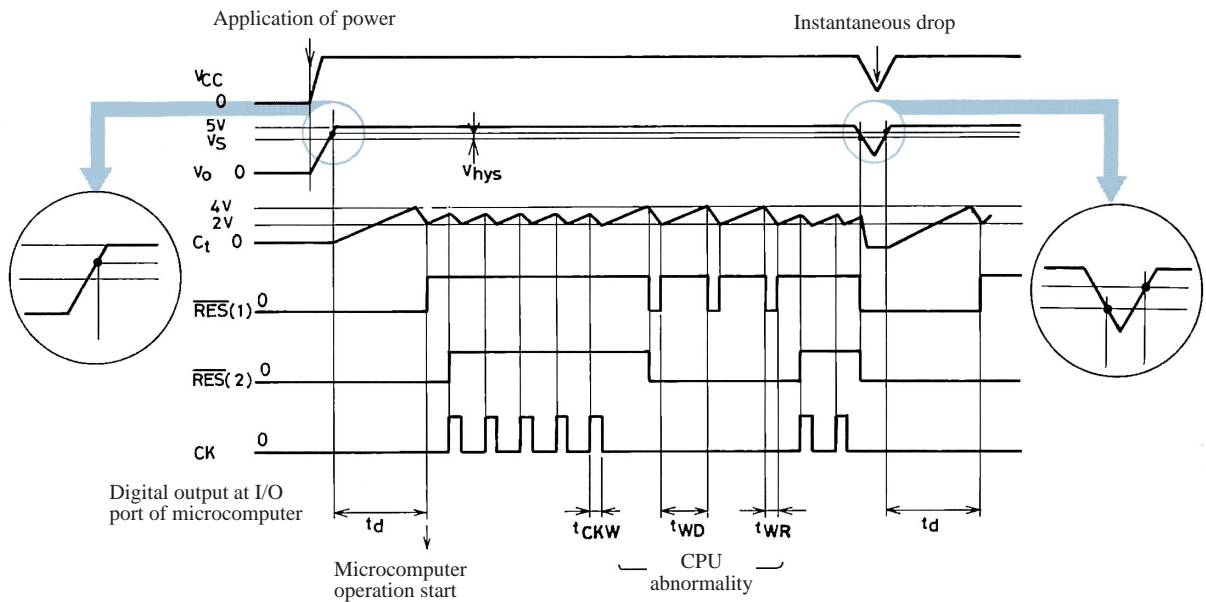 Application of power
Instantaneous drop
VCC
0
5V
VS
Vo 0
Vhys
4V
2V
Ct 0
RES(1) 0
RES(2) 0
CK 0
Digital output at I/O
port of microcomputer
td
tCKW
tWD
tWR
td
Microcomputer
operation start
CPU
abnormality